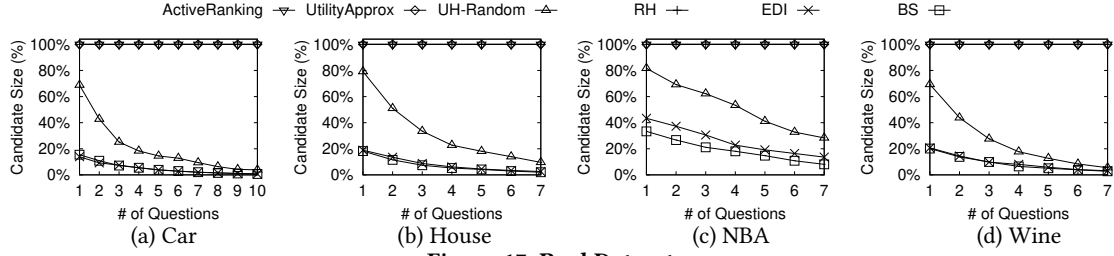 ActiveRanking UtilityApprox UH-Random RH EDI BS
Candidate Size (%)
100%
80%
60%
40%
20%
0%
1 2 3 4 5 6 7 8 9 10
# of Questions
(a) Car
Candidate Size (%)
100%
80%
60%
40%
20%
0%
1 2 3 4 5 6 7
# of Questions
(b) House
Candidate Size (%)
100%
80%
60%
40%
20%
0%
1 2 3 4 5 6 7
# of Questions
(c) NBA
Candidate Size (%)
100%
80%
60%
40%
20%
0%
1 2 3 4 5 6 7
# of Questions
(d) Wine